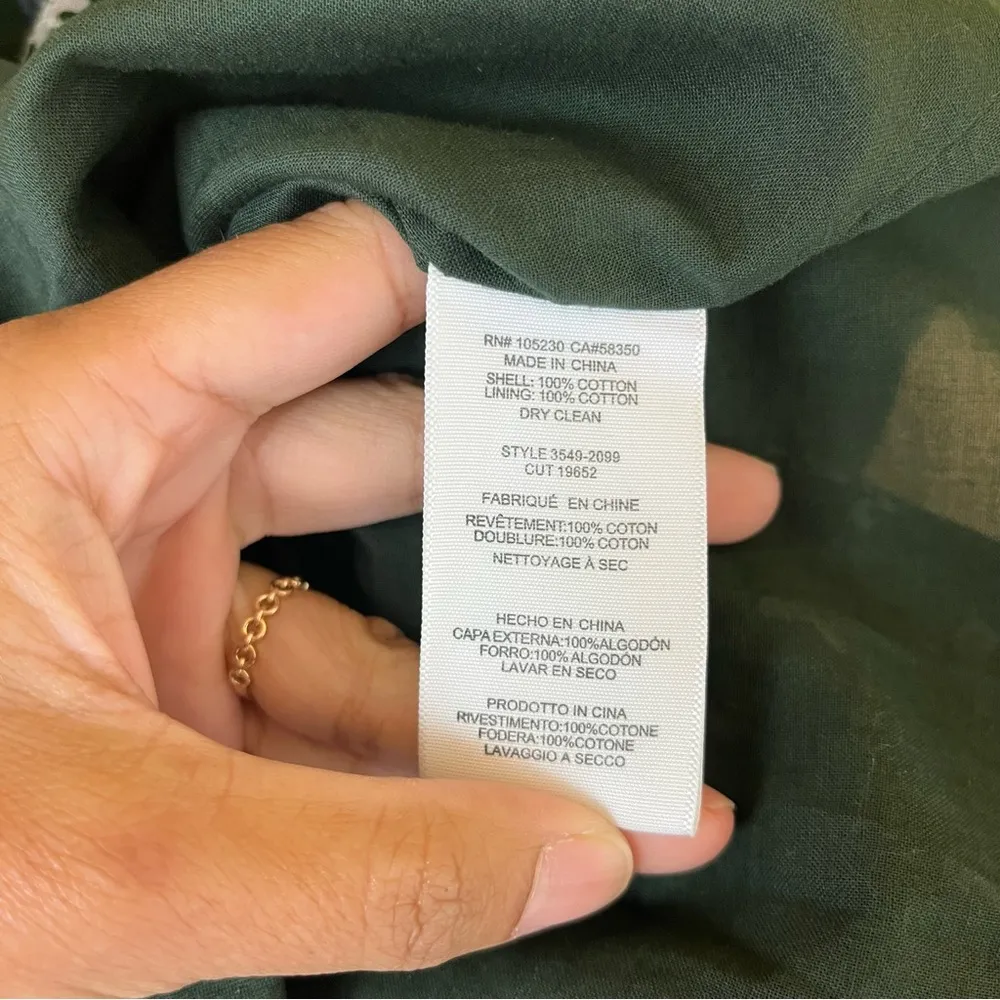 RN# 105230 CA#58350
MADE IN CHINA
SHELL: 100% COTTON
LINING: 100% COTTON
DRY CLEAN
STYLE 3549-2099
CUT 19652
FABRIQUÉ EN CHINE
REVÊTEMENT:100% COTON
DOUBLURE:100% COTON
NETTOYAGE À SEC
HECHO EN CHINA
CAPA EXTERNA:100%ALGODÓN
FORRO:100% ALGODÓN
LAVAR EN SECO
PRODOTTO IN CINA
RIVESTIMENTO:100%COTONE
FODERA:100%COTONE
LAVAGGIO A SECCO